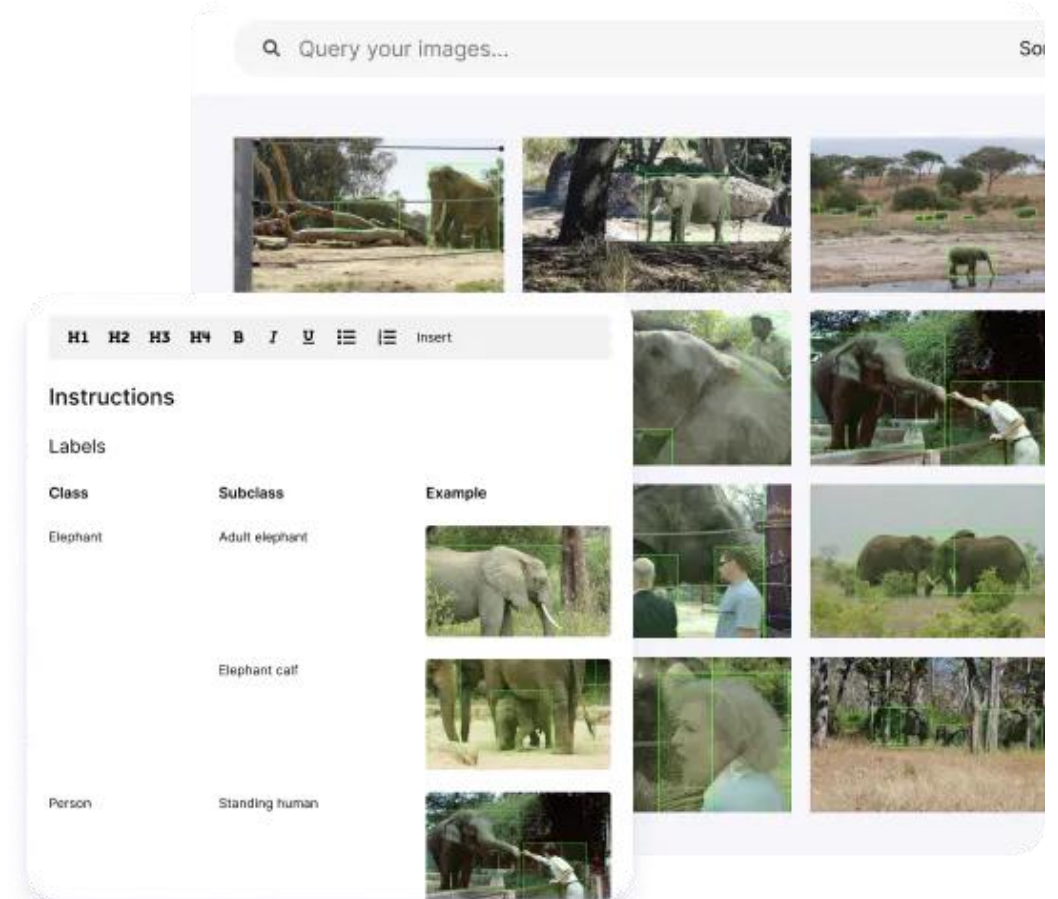 Query your images...
Sou
H1 H2 H3 H4 B I U Insert
Instructions
Labels
Class Subclass Example
Elephant Adult elephant
Elephant calf
Person Standing human